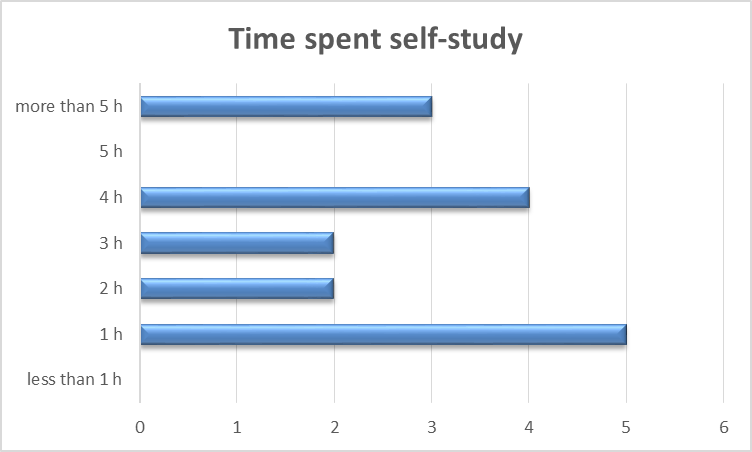 Time spent self-study
more than 5 h
5 h
4 h
3 h
2 h
1 h
less than 1 h
0 1 2 3 4 5 6